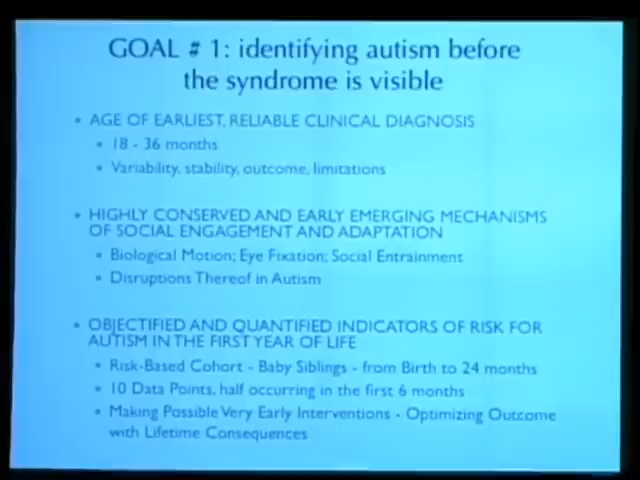 GOAL # 1: identifying autism before
the syndrome is visible
• AGE OF EARLIEST, RELIABLE CLINICAL DIAGNOSIS
• 18 - 36 months
• Variability, stability, outcome, limitations
• HIGHLY CONSERVED AND EARLY EMERGING MECHANISMS
OF SOCIAL ENGAGEMENT AND ADAPTATION
• Biological Motion; Eye Fixation; Social Entrainment
• Disruptions Thereof in Autism
• OBJECTIFIED AND QUANTIFIED INDICATORS OF RISK FOR
AUTISM IN THE FIRST YEAR OF LIFE
• Risk-Based Cohort - Baby Siblings - from Birth to 24 months
• 10 Data Points, half occurring in the first 6 months
• Making Possible Very Early Interventions - Optimizing Outcome
with Lifetime Consequences